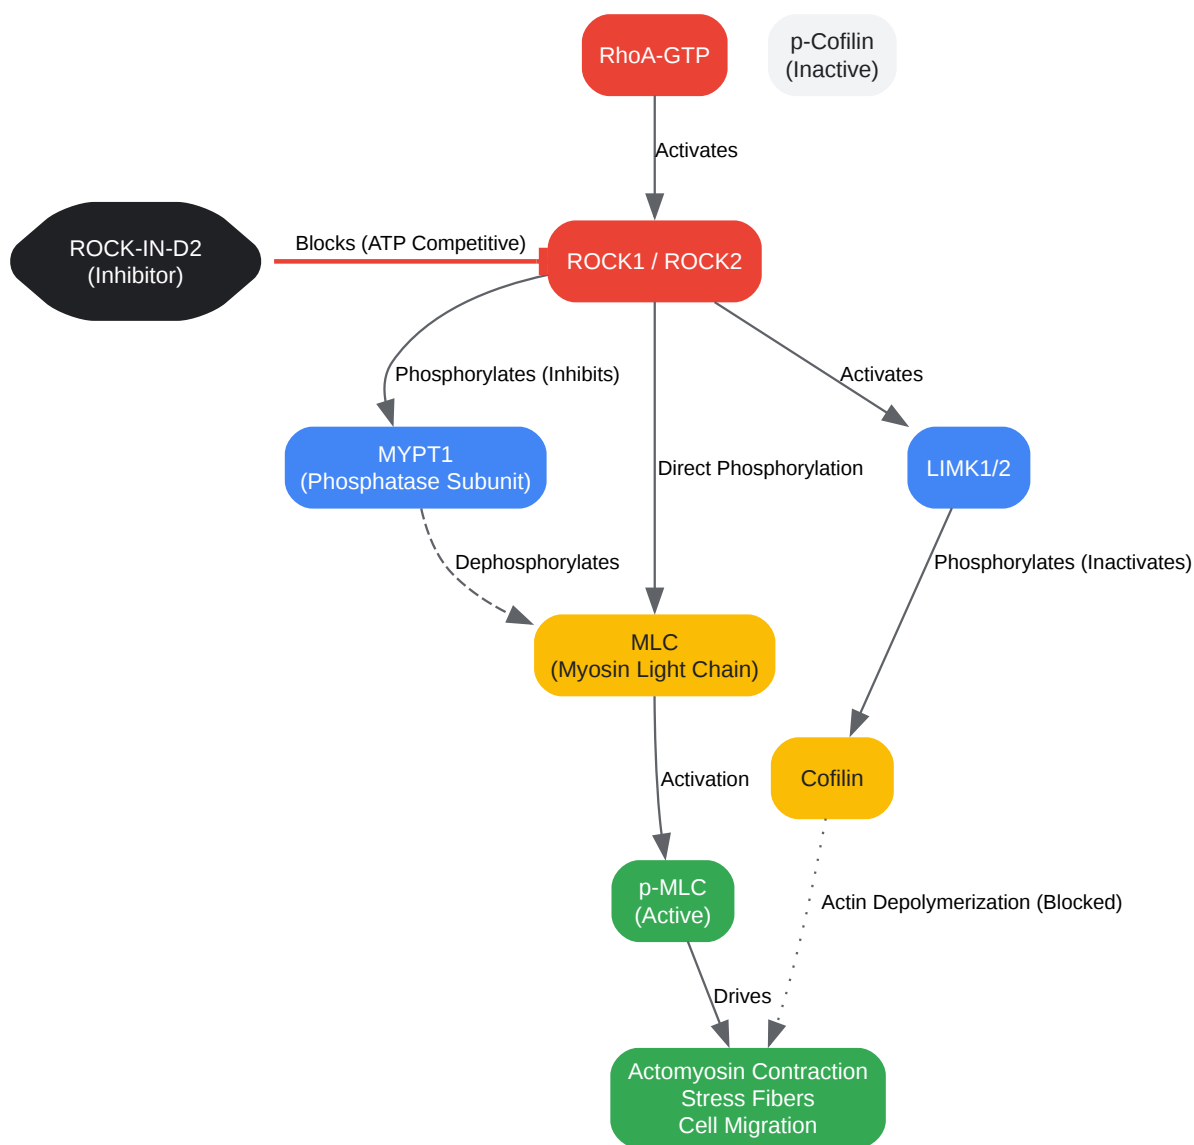 RhoA-GTP
p-Cofilin
(Inactive)
Activates
ROCK-IN-D2
(Inhibitor)
Blocks (ATP Competitive)
ROCK1 / ROCK2
Phosphorylates (Inhibits)
Activates
MYPT1
(Phosphatase Subunit)
Direct Phosphorylation
LIMK1/2
Dephosphorylates
Phosphorylates (Inactivates)
MLC
(Myosin Light Chain)
Activation
Cofilin
p-MLC
(Active)
Actin Depolymerization (Blocked)
Drives
Actomyosin Contraction
Stress Fibers
Cell Migration